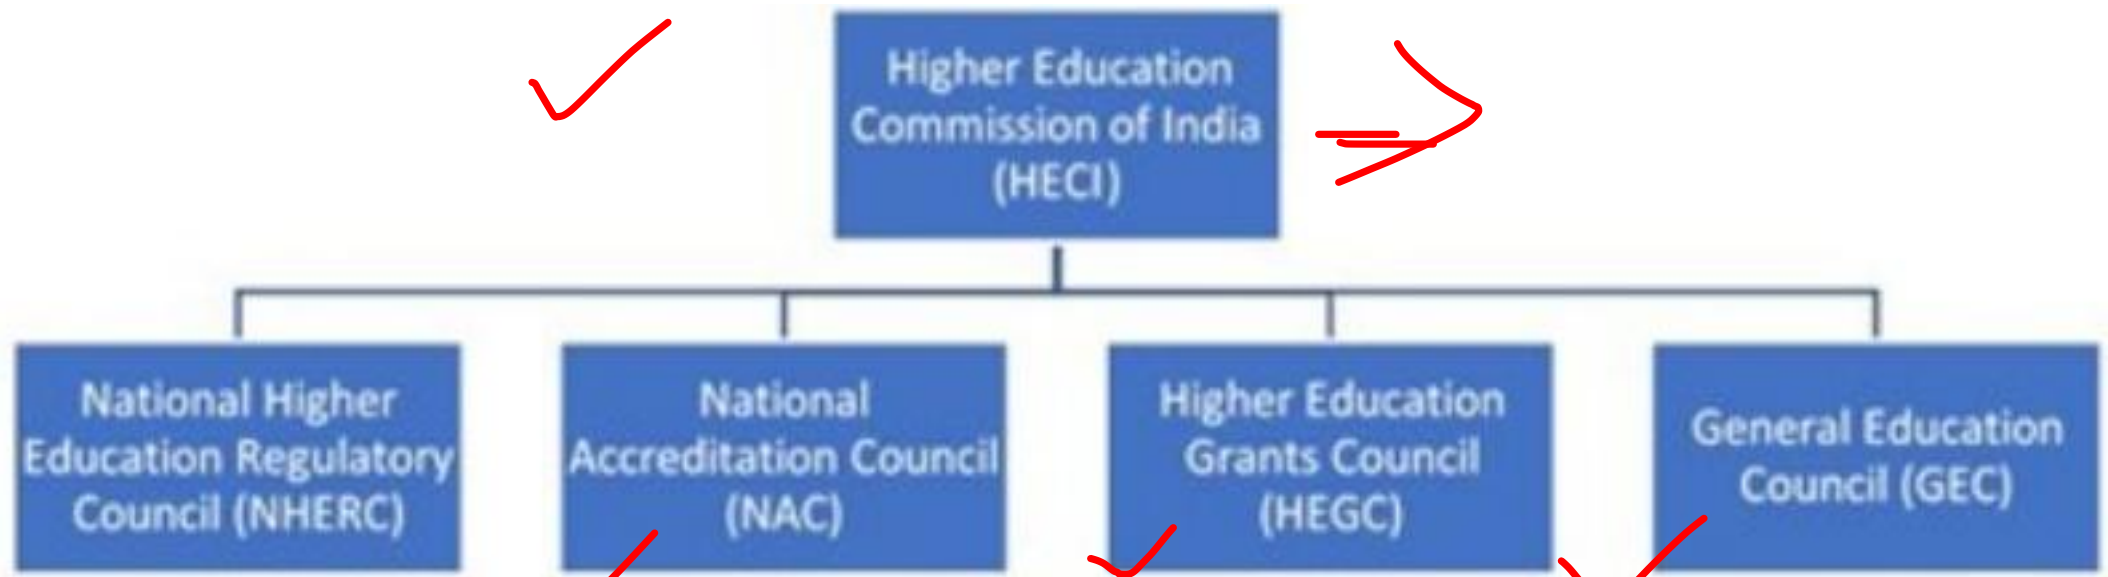 Higher Education
Commission of India
(HECI)
National Higher
Education Regulatory
Council (NHERC)
National
Accreditation Council
(NAC)
Higher Education
Grants Council
(HEGC)
General Education
Council (GEC)